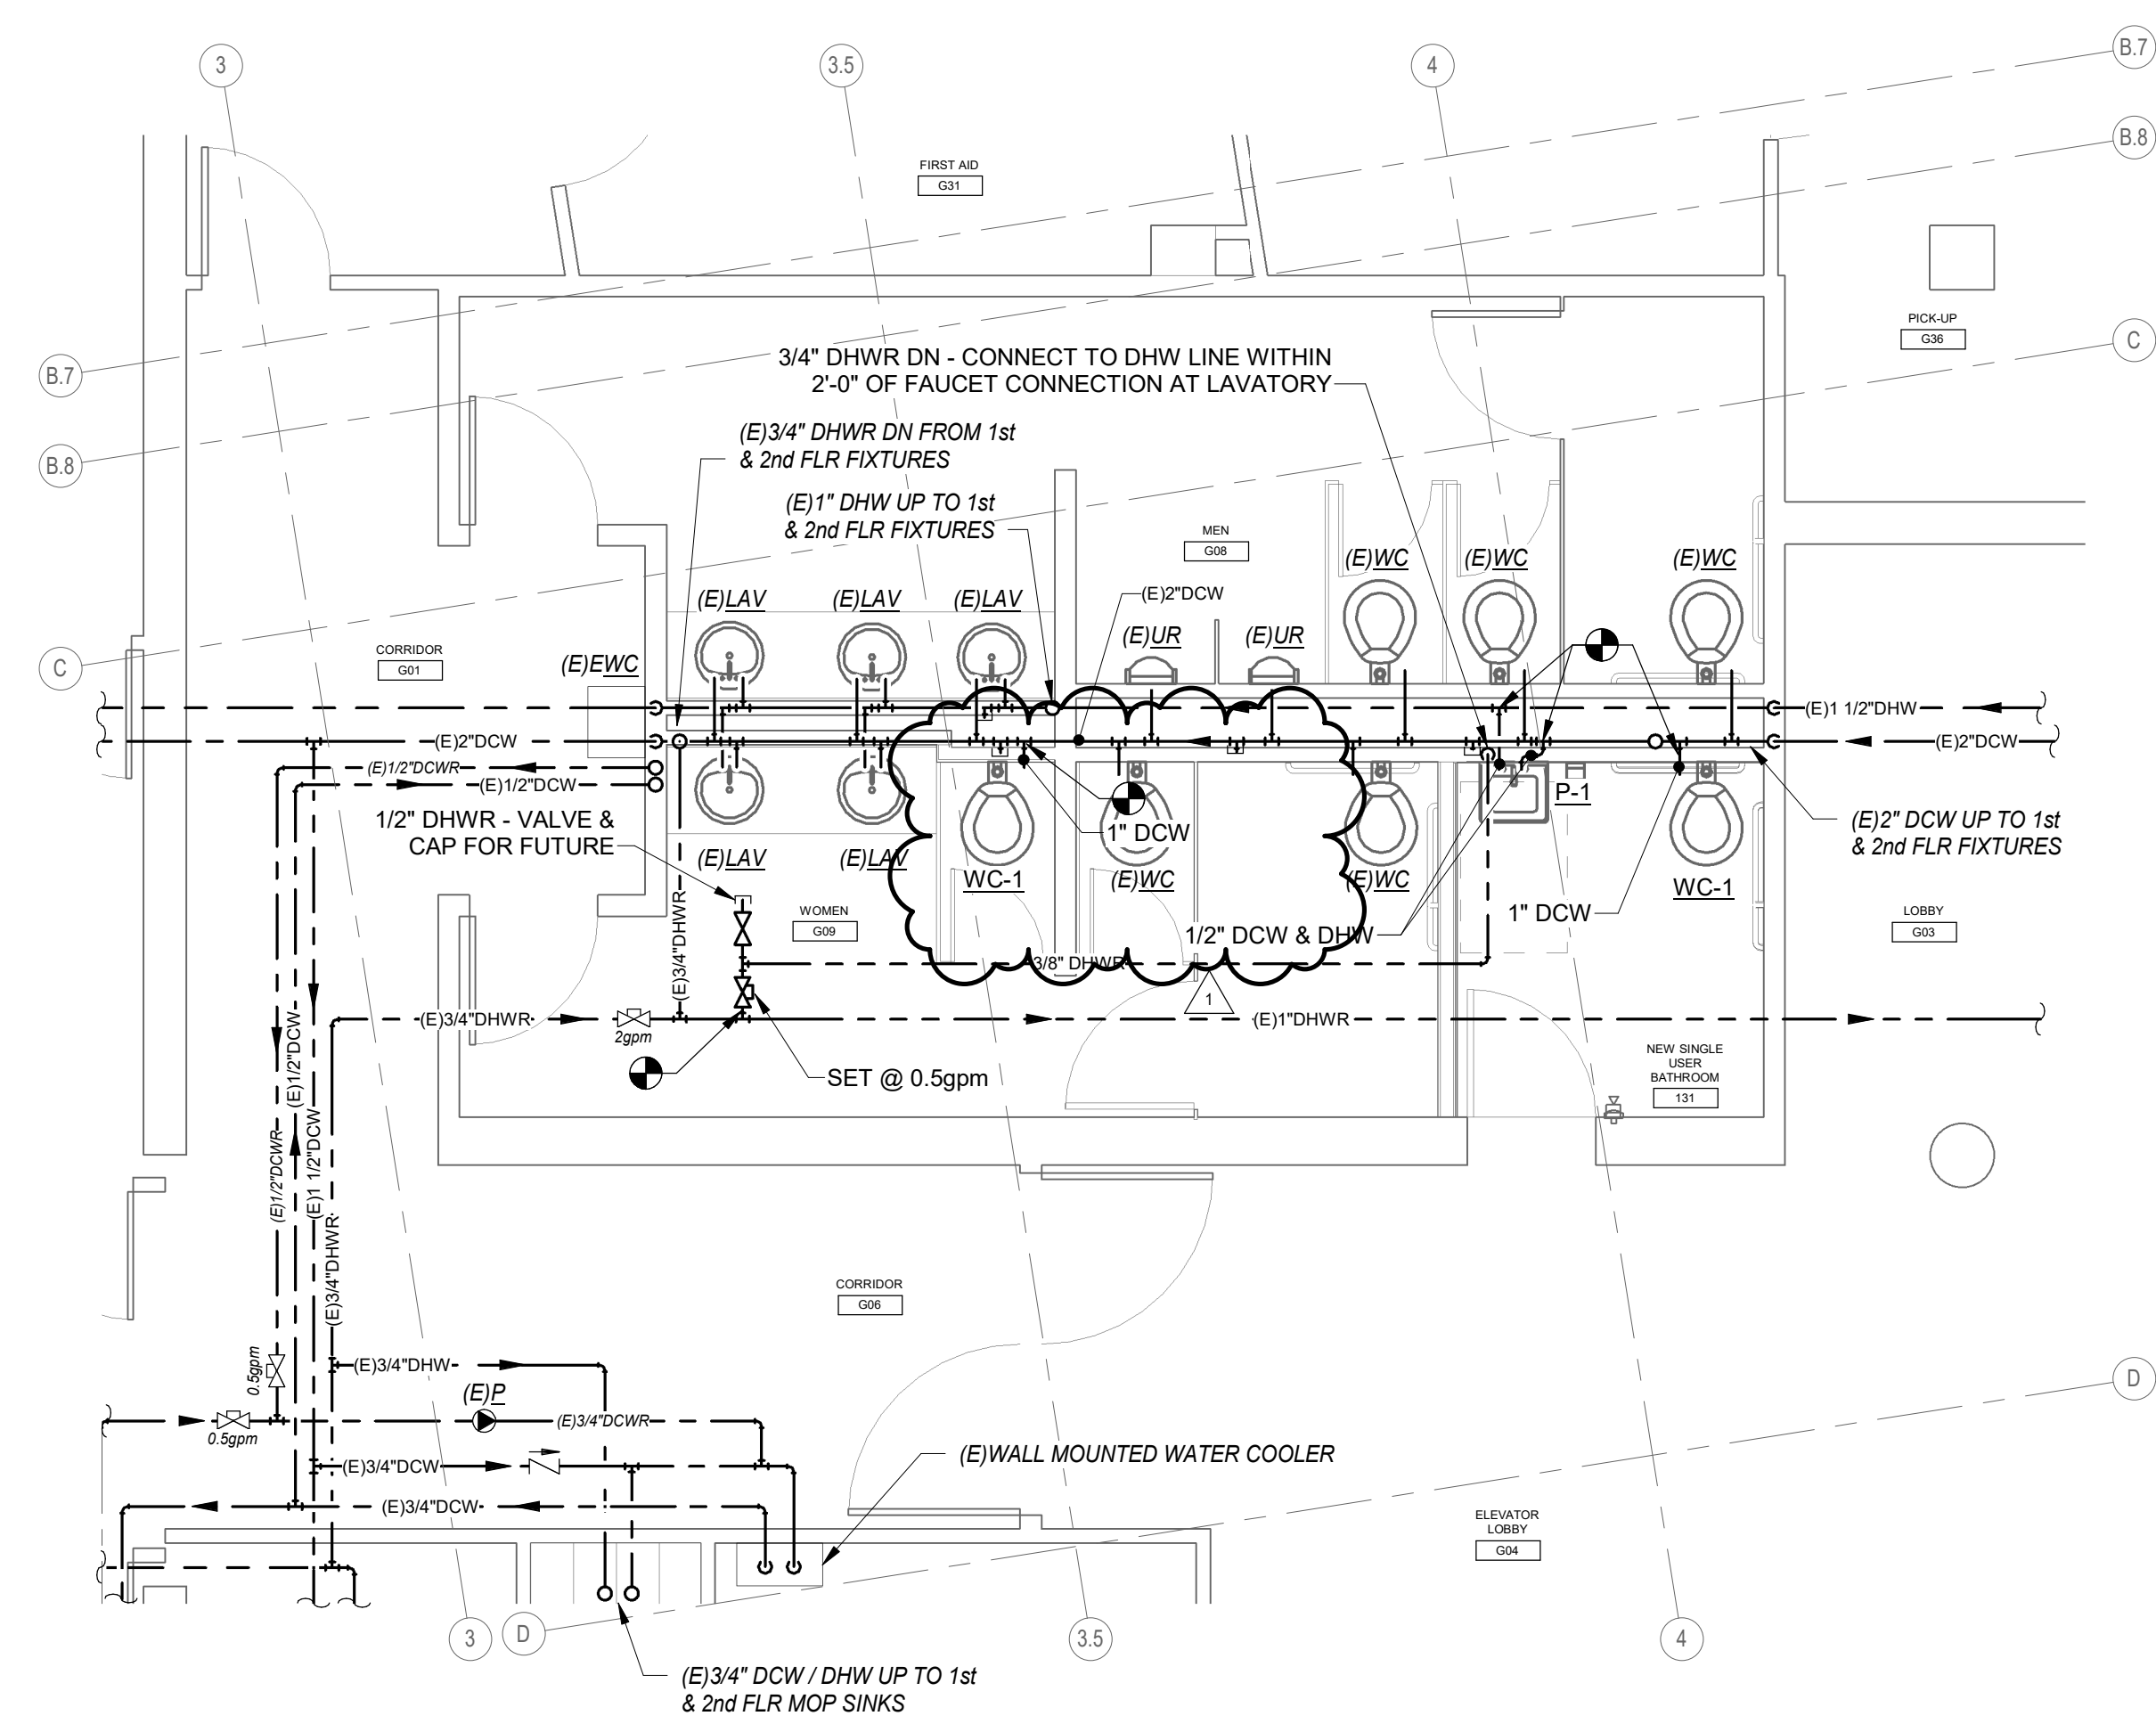 3
3.5
4
B.7
B.8
FIRST AID
G31
PICK-UP
G36
C
3/4" DHWR DN - CONNECT TO DHW LINE WITHIN
2'-0" OF FAUCET CONNECTION AT LAVATORY
B.7
(E)3/4" DHWR DN FROM 1st
& 2nd FLR FIXTURES
B.8
(E)1" DHW UP TO 1st
& 2nd FLR FIXTURES
MEN
G08
(E)WC
(E)WC
(E)WC
(E)LAV
(E)LAV
(E)LAV
(E)2"DCW
(E)UR
(E)UR
CORRIDOR
G01
(E)EWC
C
(E)1 1/2"DHW
(E)2"DCW
(E)2"DCW
(E)1/2"DCWR
(E)1/2"DCW
P-1
1/2" DHWR - VALVE &
CAP FOR FUTURE
1" DCW
(E)2" DCW UP TO 1st
& 2nd FLR FIXTURES
(E)LAV
(E)LAV
WC-1
(E)WC
(E)WC
WC-1
WOMEN
G09
1" DCW
LOBBY
G03
1/2" DCW & DHW
(E)3/4"DHWR
3/8" DHWR
1
(E)3/4"DHWR
2gpm
(E)1"DHWR
SET @ 0.5gpm
NEW SINGLE
USER
BATHROOM
131
(E)1/2"DCWR
(E)1/2"DCW
(E)1 1/2"DCW
(E)3/4"DHWR
CORRIDOR
G06
0.5gpm
(E)3/4"DHW
(E)P
D
0.5gpm
(E)3/4"DCWR
(E)3/4"DCW
(E)WALL MOUNTED WATER COOLER
(E)3/4"DCW
ELEVATOR
LOBBY
G04
3
D
3.5
4
(E)3/4" DCW / DHW UP TO 1st
& 2nd FLR MOP SINKS